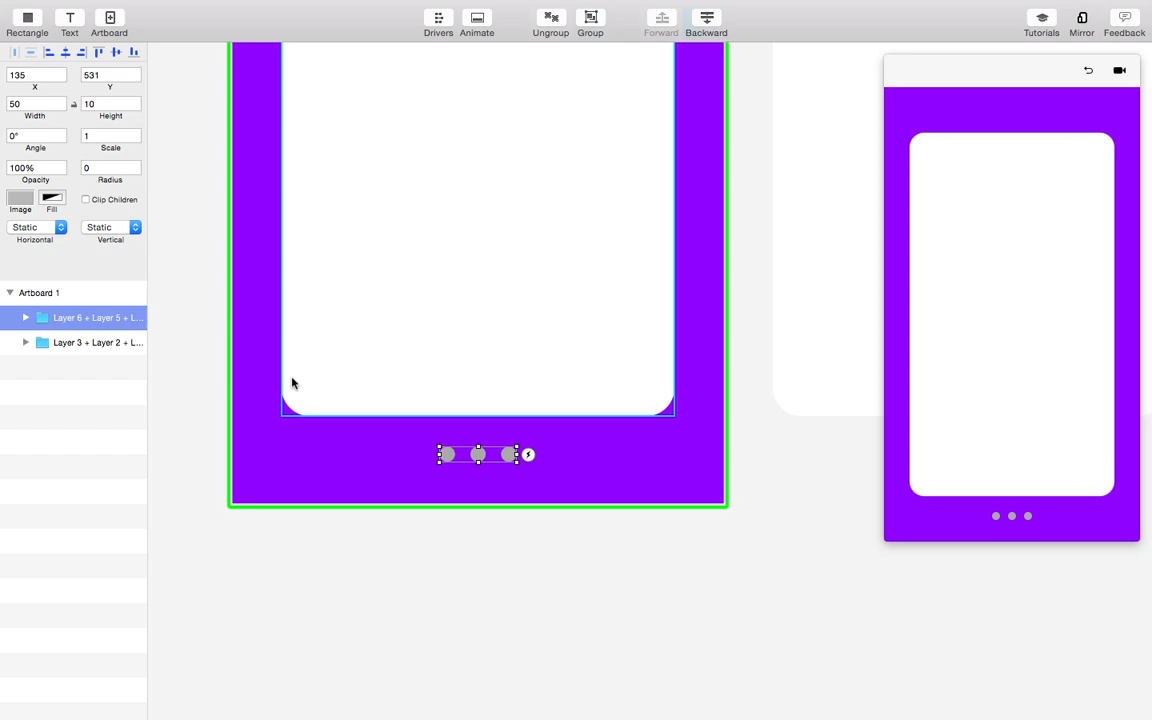 Rectangle
Text
Artboard
Drivers
Animate
Ungroup
Group
Forward
Backward
Tutorials
Mirror
Feedback
135
531
X
Y
50
10
Width
Height
0°
1
Angle
Scale
100%
0
Opacity
Radius
Image
Fill
Clip Children
Static
Static
Horizontal
Vertical
Artboard 1
Layer 6 + Layer 5 + L...
Layer 3 + Layer 2 + L...